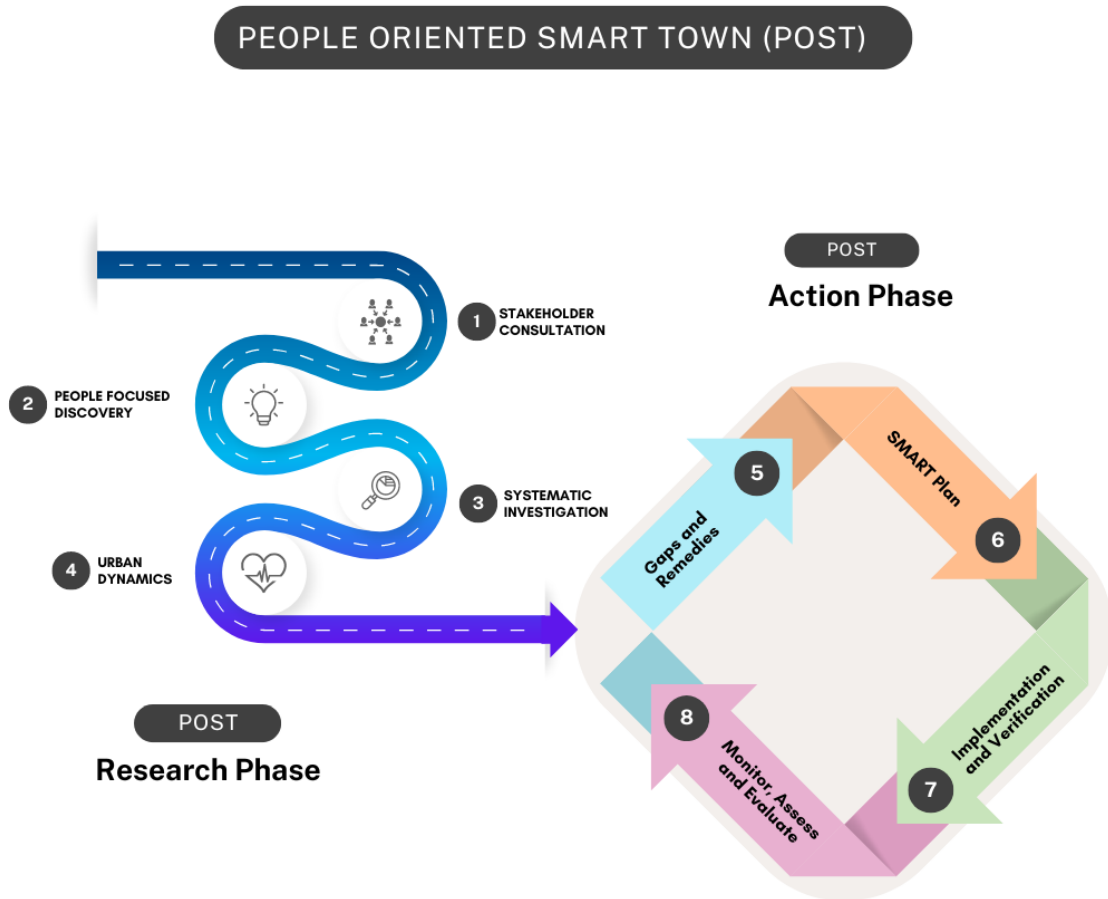 PEOPLE ORIENTED SMART TOWN (POST)
1
STAKEHOLDER
CONSULTATION
2
PEOPLE FOCUSED
DISCOVERY
3
SYSTEMATIC
INVESTIGATION
4
URBAN
DYNAMICS
POST
Research Phase
POST
Action Phase
5
Gaps and
Remedies
SMART Plan
6
Implementation
and Verification
7
8
Monitor, Assess
and Evaluate